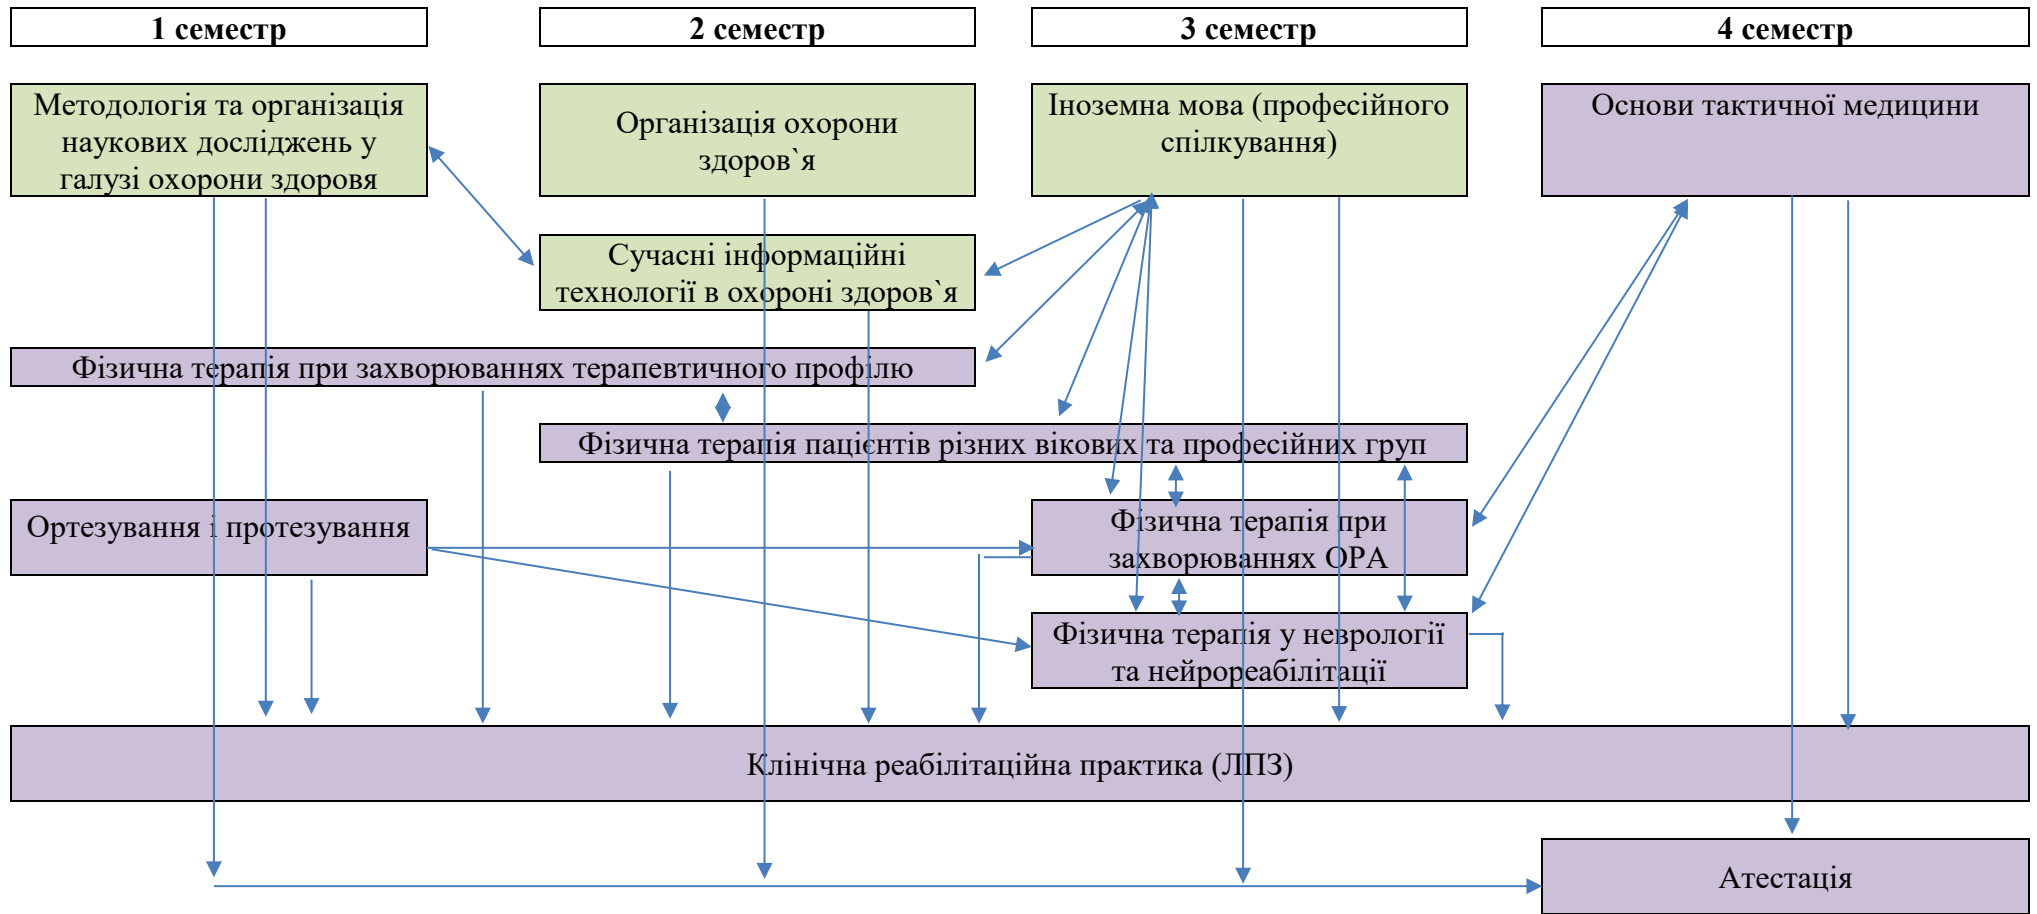 1 семестр
2 семестр
3 семестр
4 семестр
Методологія та організація
наукових досліджень у
галузі охорони здоровя
Організація охорони
здоров`я
Іноземна мова (професійного
спілкування)
Основи тактичної медицини
Сучасні інформаційні
технології в охороні здоров`я
Фізична терапія при захворюваннях терапевтичного профілю
Фізична терапія пацієнтів різних вікових та професійних груп
Ортезування і протезування
Фізична терапія при
захворюваннях ОРА
Фізична терапія у неврології
та нейрореабілітації
Клінічна реабілітаційна практика (ЛПЗ)
Атестація